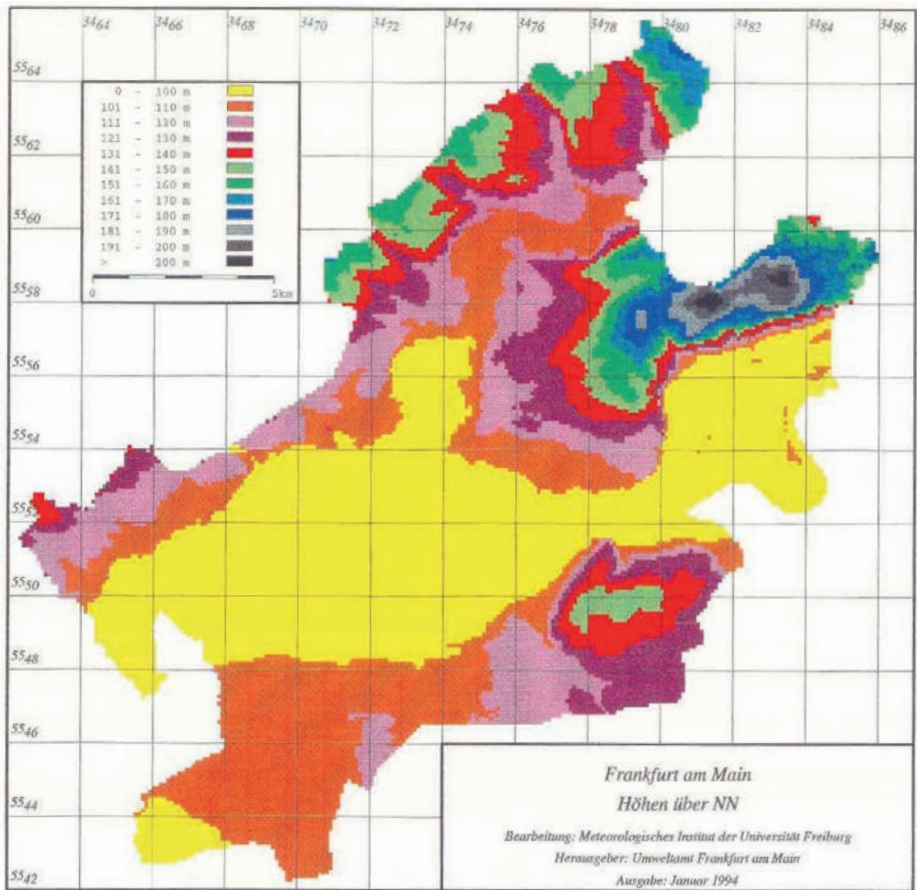 3464 3466 3468 3470 3472 3474 3476 3478 3480 3482 3484 3486
5564
0 - 100 m
101 - 110 m
111 - 120 m
121 - 130 m
131 - 140 m
141 - 150 m
151 - 160 m
161 - 170 m
171 - 180 m
181 - 190 m
191 - 200 m
> 200 m
0 5km
5562
5560
5558
5556
5554
5552
5550
5548
5546
5544
5542
Frankfurt am Main
Höhen über NN
Bearbeitung: Meteorologisches Institut der Universität Freiburg
Herausgeber: Umweltamt Frankfurt am Main
Ausgabe: Januar 1994